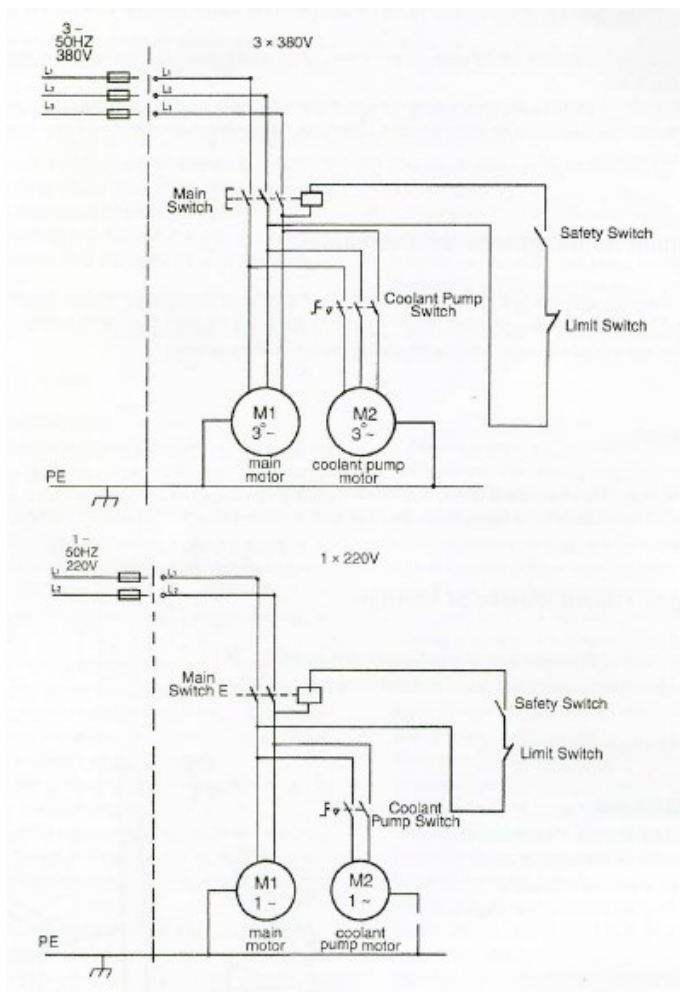 3~
50HZ
380V
3 × 380V
L1
L1
L2
L2
L3
L3
Main
Switch
Safety Switch
Coolant Pump
Switch
Limit Switch
M1
3~
M2
3~
main
motor
coolant pump
motor
PE
1~
50HZ
220V
1 × 220V
L1
L1
L2
L2
Main
Switch E
Safety Switch
Limit Switch
Coolant
Pump Switch
M1
1~
M2
1~
main
motor
coolant
pump motor
PE